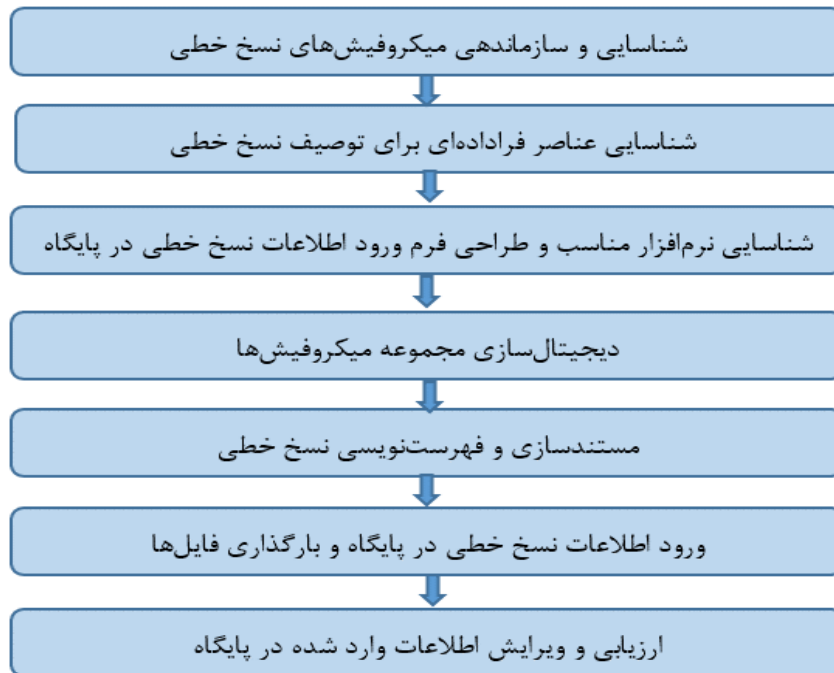 شناسایی و سازماندهی میکروفیش‌های نسخ خطی
شناسایی عناصر فراداده‌ای برای توصیف نسخ خطی
شناسایی نرم‌افزار مناسب و طراحی فرم ورود اطلاعات نسخ خطی در پایگاه
دیجیتال‌سازی مجموعه میکروفیش‌ها
مستندسازی و فهرست‌نویسی نسخ خطی
ورود اطلاعات نسخ خطی در پایگاه و بارگذاری فایل‌ها
ارزیابی و ویرایش اطلاعات وارد شده در پایگاه